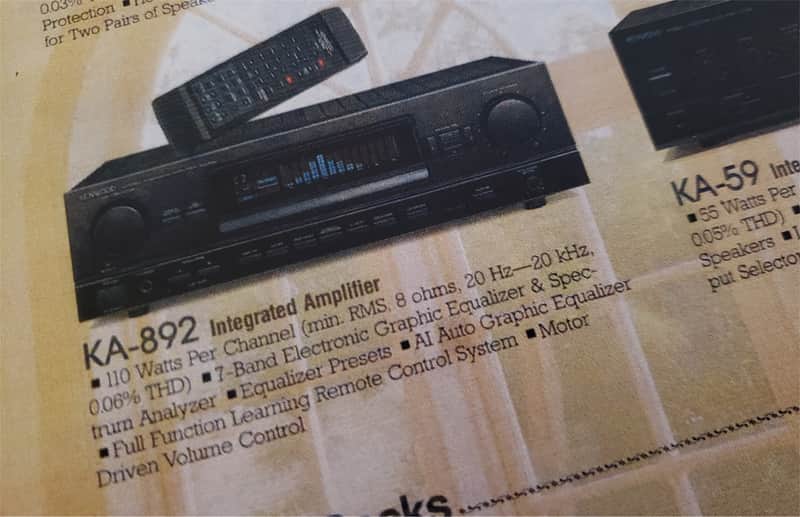 0.03%
Protection ■
for Two Pairs of Speak
KENWOOD
KA-892 Integrated Amplifier
■ 110 Watts Per Channel (min. RMS, 8 ohms, 20 Hz—20 kHz,
0.06% THD) ■ 7-Band Electronic Graphic Equalizer & Spec-
trum Analyzer ■ Equalizer Presets ■ AI Auto Graphic Equalizer
■ Full Function Learning Remote Control System ■ Motor
Driven Volume Control
KA-59 Inte
■ 55 Watts Per
0.05% THD) ■
Speakers ■
put Selecto